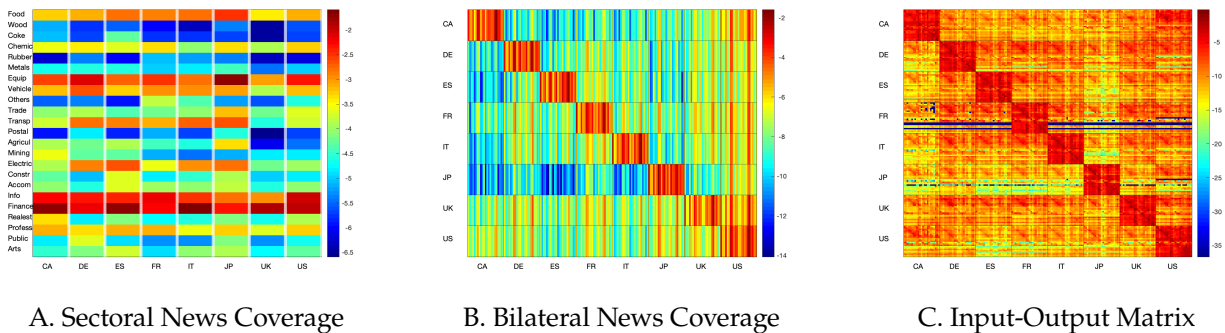 Food
Wood
Coke
Chemic
Rubber
Metals
Equip
Vehicle
Others
Trade
Transp
Postal
Agricul
Mining
Electric
Constr
Accom
Info
Finance
Realest
Profess
Public
Arts
CA DE ES FR IT JP UK US
-2
-2.5
-3
-3.5
-4
-4.5
-5
-5.5
-6
-6.5
A. Sectoral News Coverage
CA
DE
ES
FR
IT
JP
UK
US
CA DE ES FR IT JP UK US
-2
-4
-6
-8
-10
-12
-14
B. Bilateral News Coverage
CA
DE
ES
FR
IT
JP
UK
US
CA DE ES FR IT JP UK US
-5
-10
-15
-20
-25
-30
-35
C. Input-Output Matrix